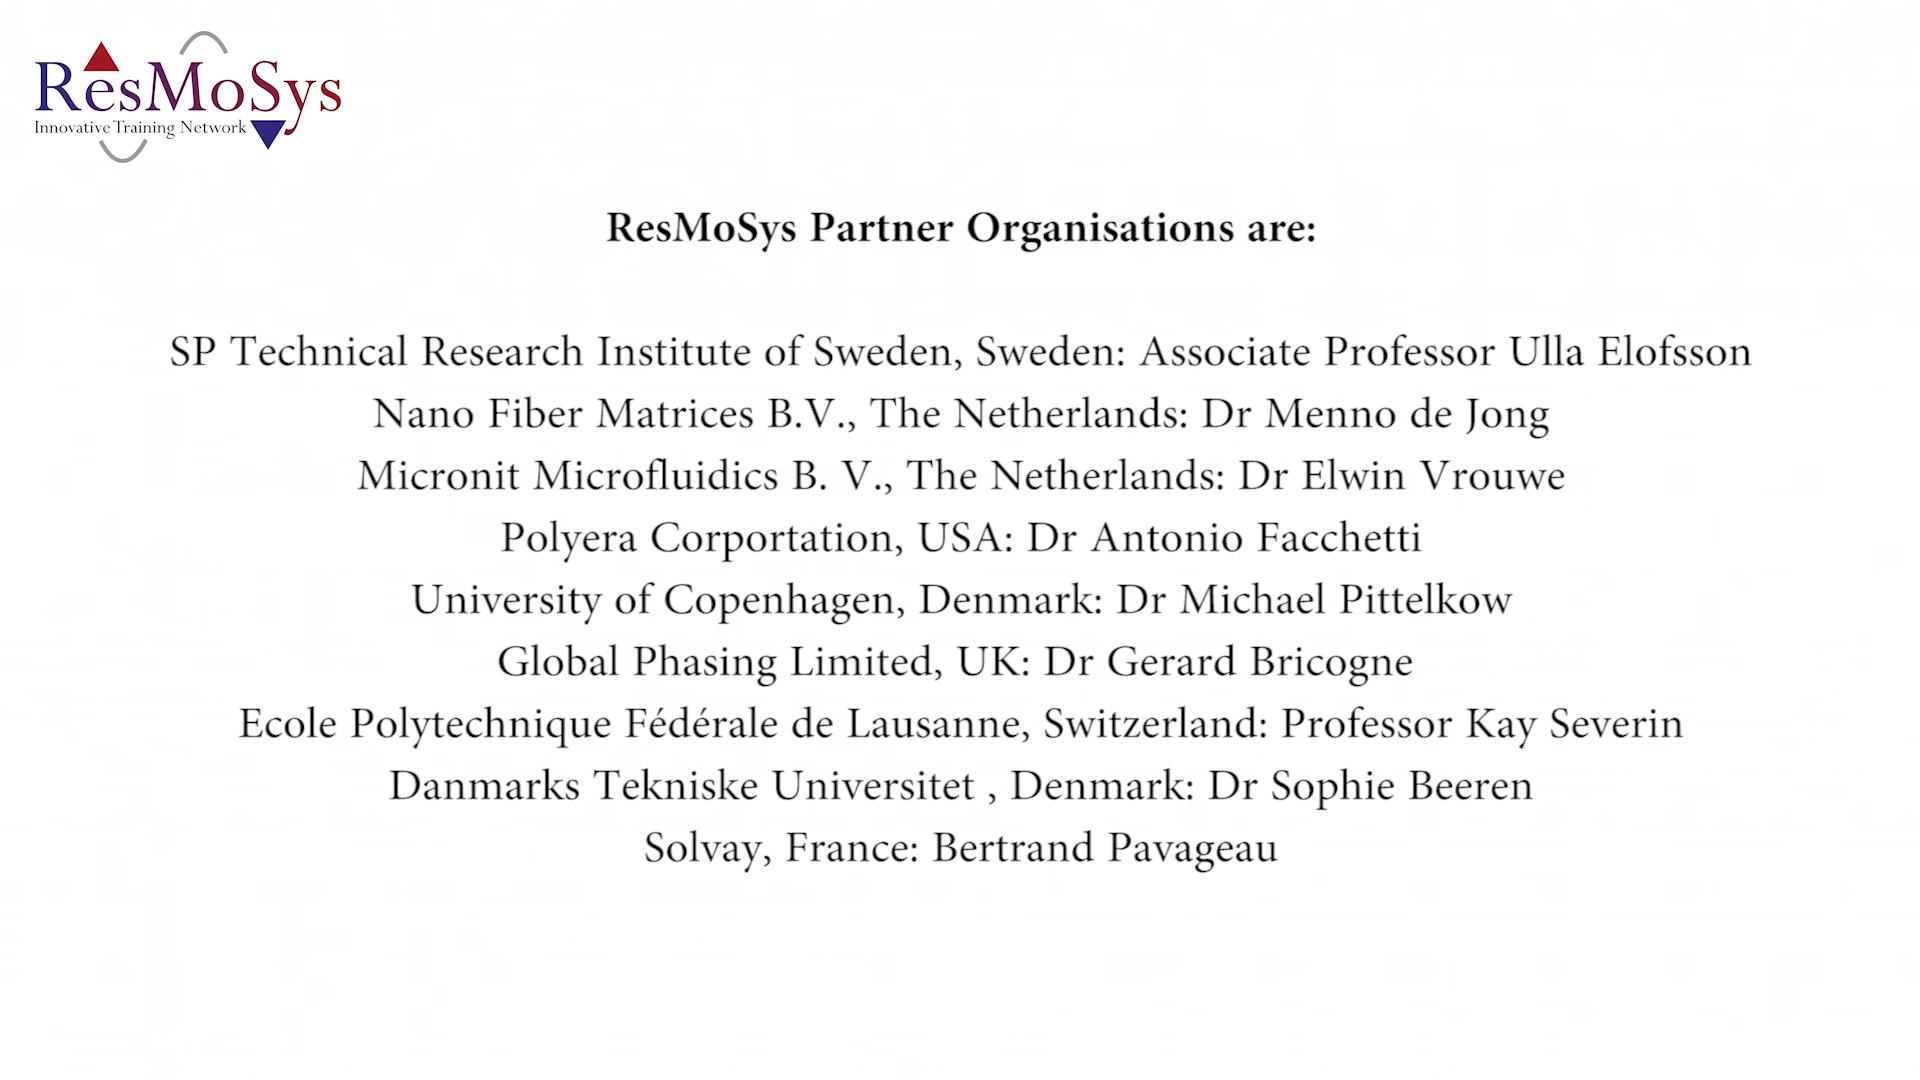 ResMoSys
Innovative Training Network
ResMoSys Partner Organisations are:
SP Technical Research Institute of Sweden, Sweden: Associate Professor Ulla Elofsson
Nano Fiber Matrices B.V., The Netherlands: Dr Menno de Jong
Micronit Microfluidics B. V., The Netherlands: Dr Elwin Vrouwe
Polyera Corportation, USA: Dr Antonio Facchetti
University of Copenhagen, Denmark: Dr Michael Pittelkow
Global Phasing Limited, UK: Dr Gerard Bricogne
Ecole Polytechnique Fédérale de Lausanne, Switzerland: Professor Kay Severin
Danmarks Tekniske Universitet , Denmark: Dr Sophie Beeren
Solvay, France: Bertrand Pavageau